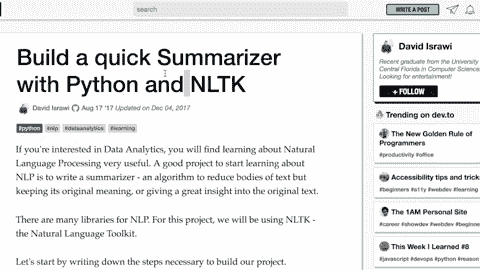 search
WRITE A POST
Build a quick Summarizer
with Python and NLTK
David Israwi Aug 17 '17 Updated on Dec 04, 2017
#python #nlp #dataanalytics #learning
If you're interested in Data Analytics, you will find learning about Natural
Language Processing very useful. A good project to start learning about
NLP is to write a summarizer - an algorithm to reduce bodies of text but
keeping its original meaning, or giving a great insight into the original text.
There are many libraries for NLP. For this project, we will be using NLTK -
the Natural Language Toolkit.
Let's start by writing down the steps necessary to build our project.
David Israwi
Recent graduate from the University
Central Florida in Computer Science
Looking for entertainment!
+ FOLLOW
Trending on dev.to
The New Golden Rule of
Programmers
#productivity #office
Accessibility tips and tricks
#beginners #a11y #webdev #learning
The 1AM Personal Site
#career #showdev #webdev #beginner
This Week I Learned #8
#javascript #devops #python #reason